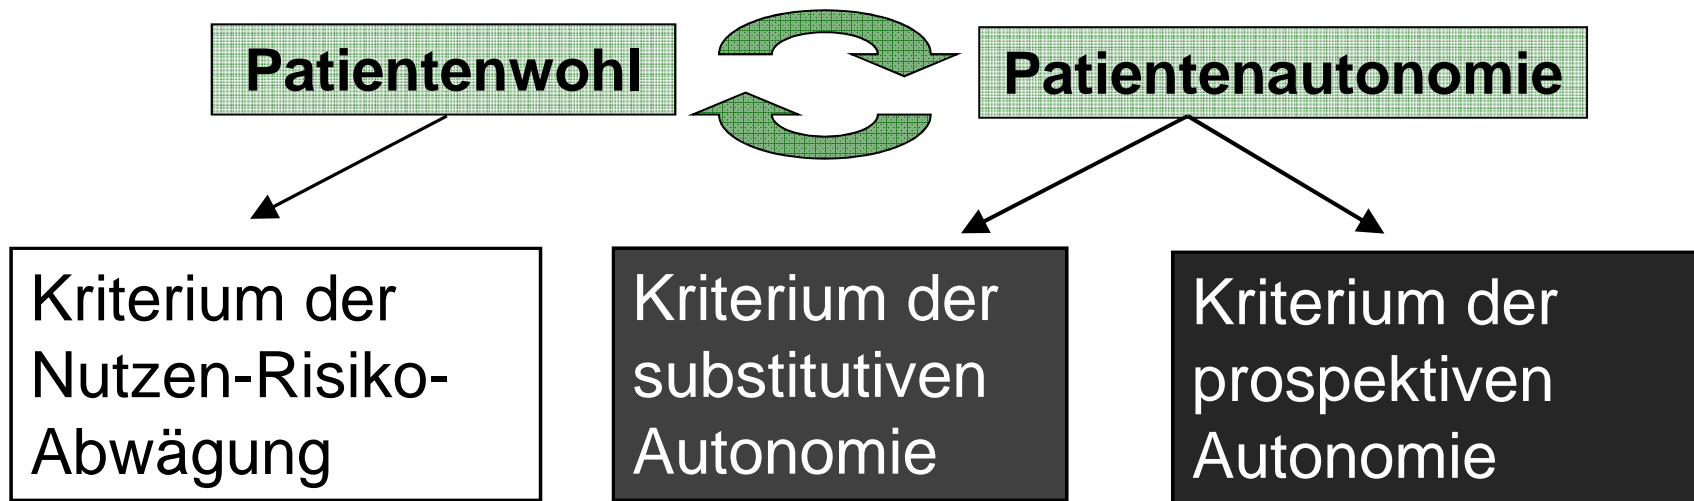 Patientenwohl
Patientenautonomie
Kriterium der
Nutzen-Risiko-
Abwägung
Kriterium der
substitutiven
Autonomie
Kriterium der
prospektiven
Autonomie